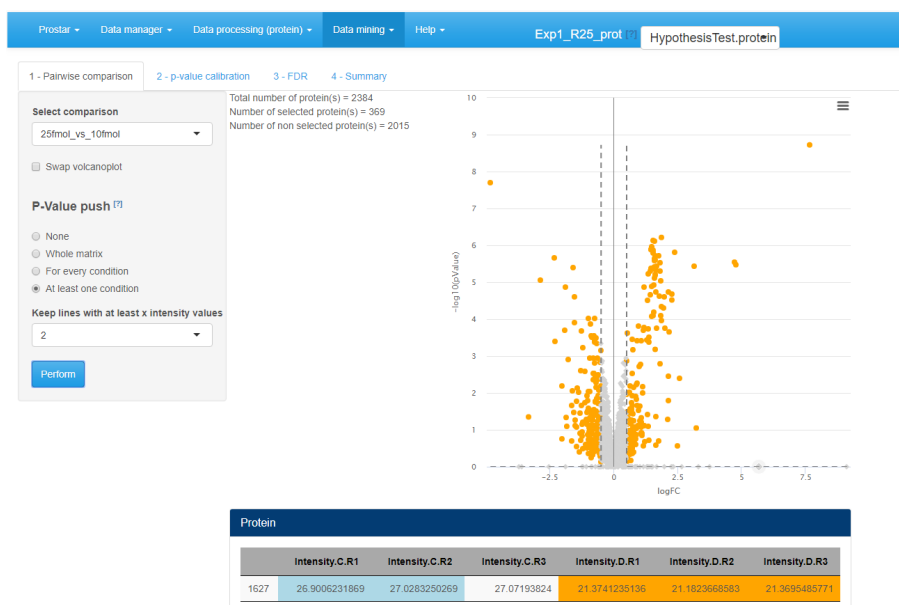 Prostar Data manager Data processing (protein) Data mining Help Exp1_R25_prot [?] HypothesisTest.protein
1 - Pairwise comparison 2 - p-value calibration 3 - FDR 4 - Summary
Select comparison
25fmol_vs_10fmol
Swap volcanoplot
P-Value push [?]
None
Whole matrix
For every condition
At least one condition
Keep lines with at least x intensity values
2
Perform
Total number of protein(s) = 2384
Number of selected protein(s) = 369
Number of non selected protein(s) = 2015
-log10(pValue)
10
9
8
7
6
5
4
3
2
1
0
-2.5 0 2.5 5 7.5
logFC
Protein
Intensity.C.R1 Intensity.C.R2 Intensity.C.R3 Intensity.D.R1 Intensity.D.R2 Intensity.D.R3
1627 26.9006231869 27.0283250269 27.07193824 21.3741235136 21.1823668583 21.3695485771